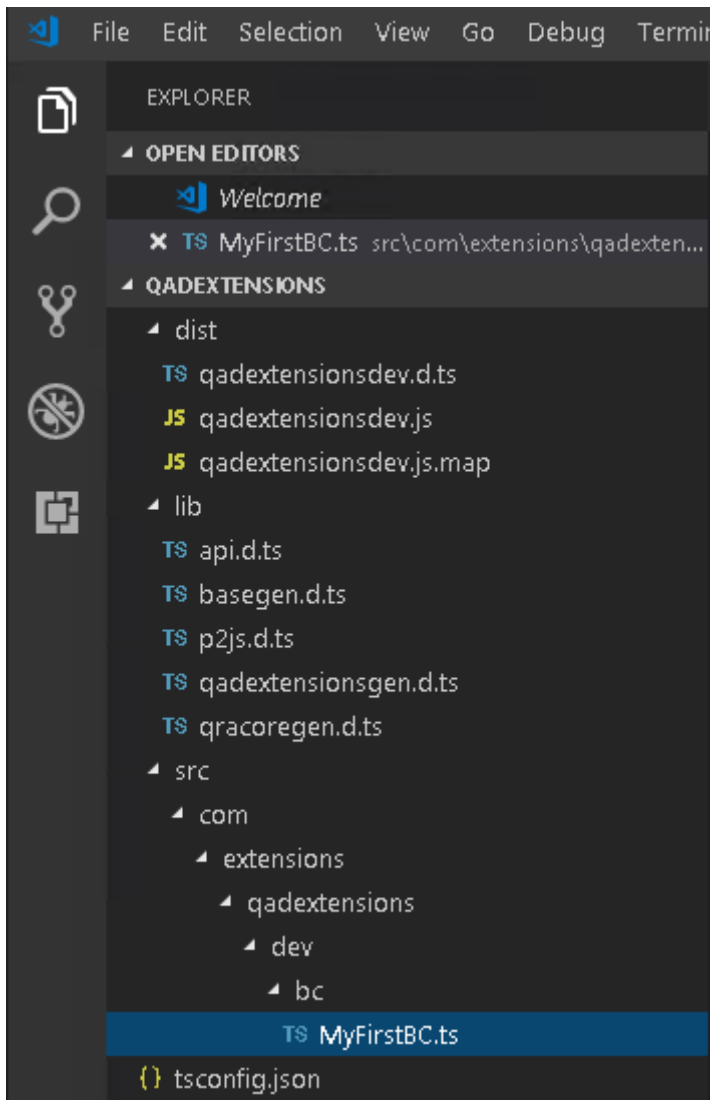 File Edit Selection View Go Debug Termin
EXPLORER
OPEN EDITORS
Welcome
TS MyFirstBC.ts src\com\extensions\qadexten...
QADEXTENSIONS
dist
TS qadextensionsdev.d.ts
JS qadextensionsdev.js
JS qadextensionsdev.js.map
lib
TS api.d.ts
TS basegen.d.ts
TS p2js.d.ts
TS qadextensionsgen.d.ts
TS qracoregen.d.ts
src
com
extensions
qadextensions
dev
bc
TS MyFirstBC.ts
{} tsconfig.json